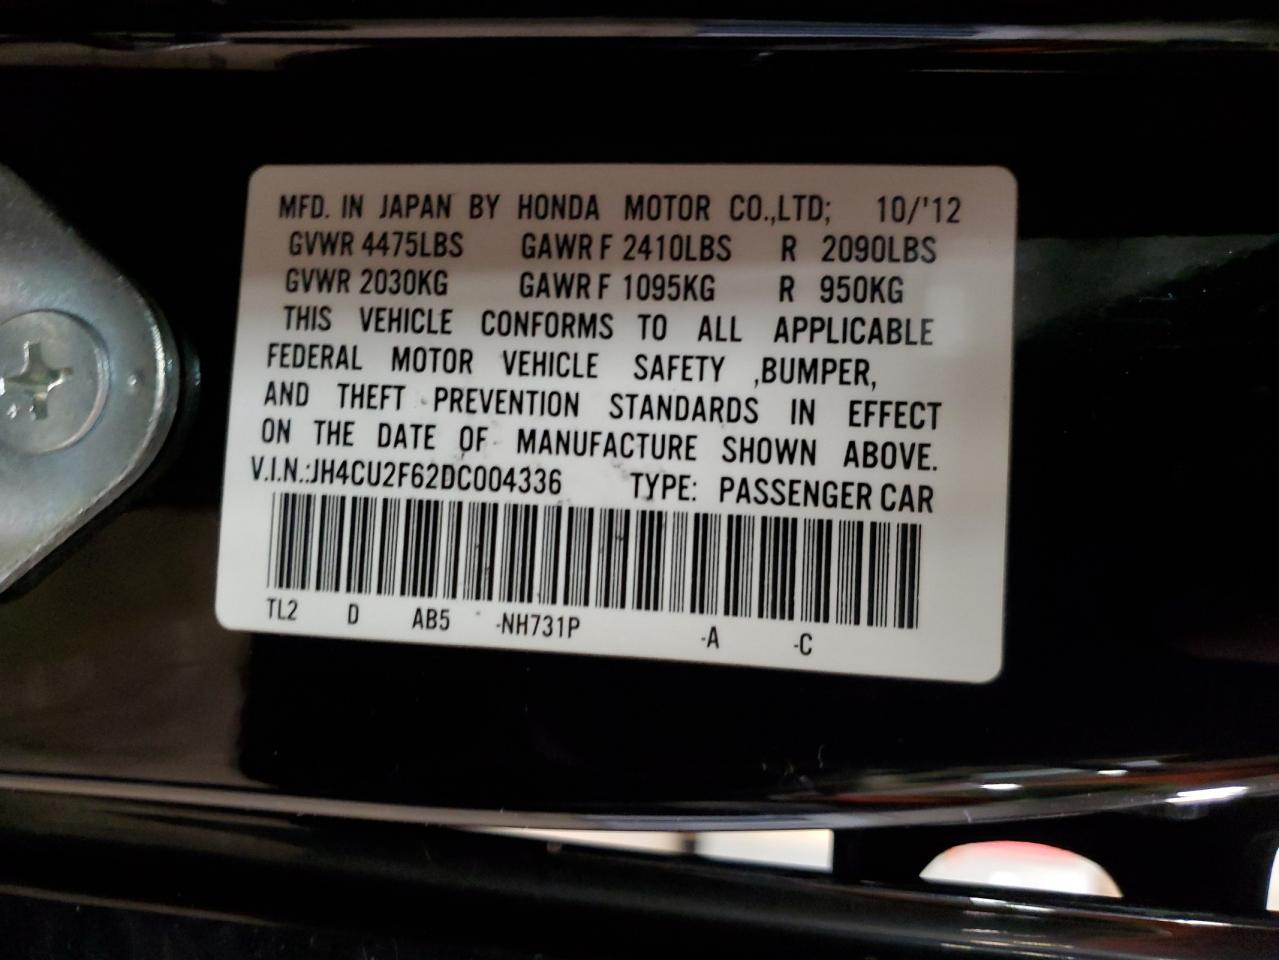 MFD. IN JAPAN BY HONDA MOTOR CO.,LTD; 10/'12
GVWR 4475LBS GAWR F 2410LBS R 2090LBS
GVWR 2030KG GAWR F 1095KG R 950KG
THIS VEHICLE CONFORMS TO ALL APPLICABLE
FEDERAL MOTOR VEHICLE SAFETY ,BUMPER,
AND THEFT PREVENTION STANDARDS IN EFFECT
ON THE DATE OF MANUFACTURE SHOWN ABOVE.
V.I.N.:JH4CU2F62DC004336 TYPE: PASSENGER CAR
TL2 D AB5 -NH731P -A -C